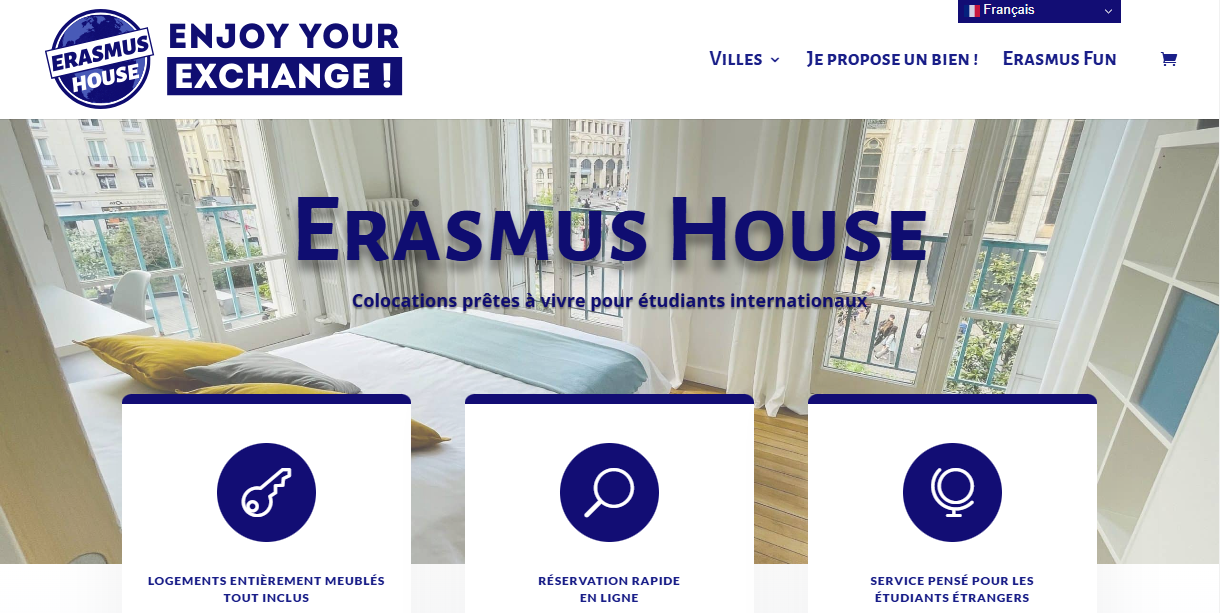 Français
ERASMUS
HOUSE
ENJOY YOUR
EXCHANGE !
Villes
Je propose un bien !
Erasmus Fun
Erasmus House
Colocations prêtes à vivre pour étudiants internationaux
LOGEMENTS ENTIÈREMENT MEUBLÉS
TOUT INCLUS
RÉSERVATION RAPIDE
EN LIGNE
SERVICE PENSÉ POUR LES
ÉTUDIANTS ÉTRANGERS